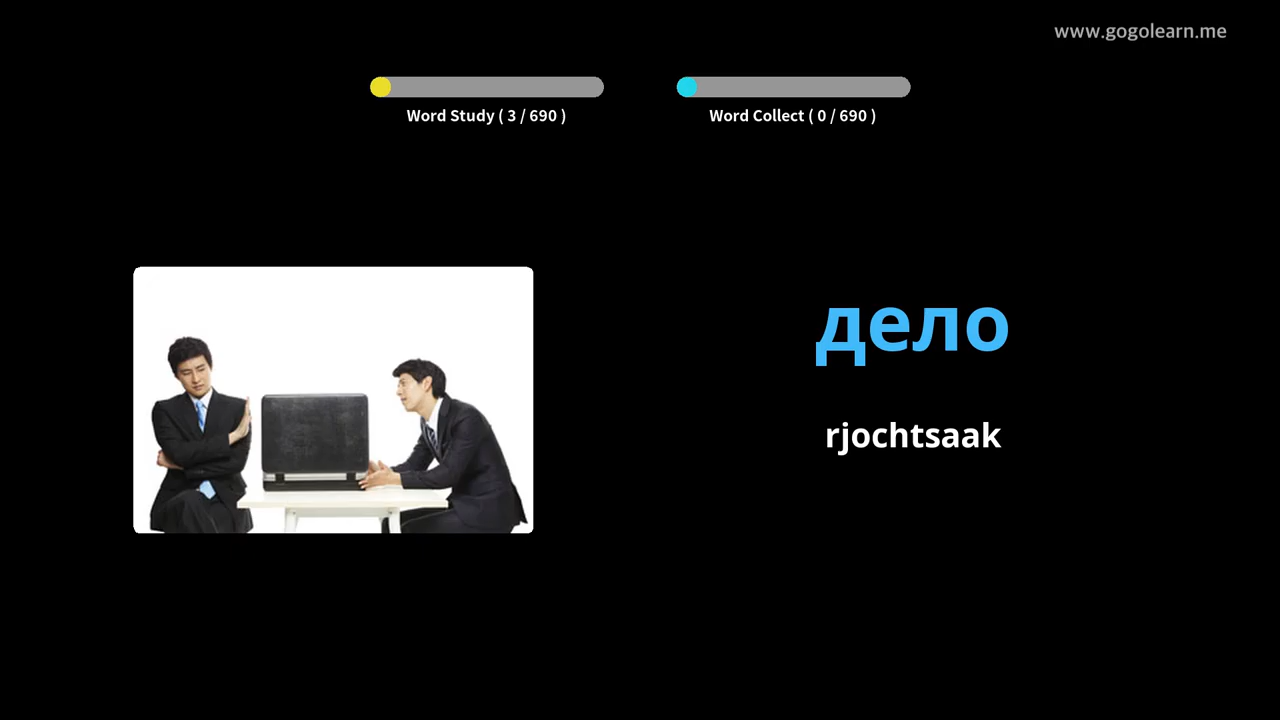 www.gogolearn.me
Word Study ( 3 / 690 )
Word Collect ( 0 / 690 )
дело
rjochtsaak